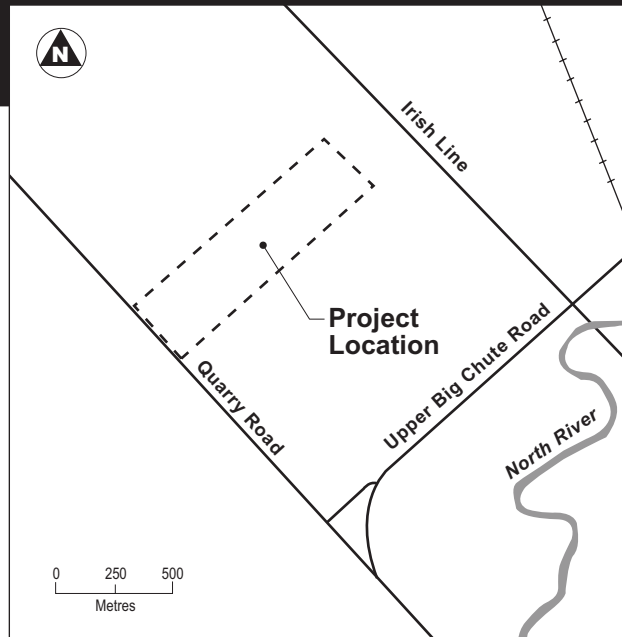 N
Irish Line
Project
Location
Upper Big Chute Road
Quarry Road
North River
0 250 500
Metres